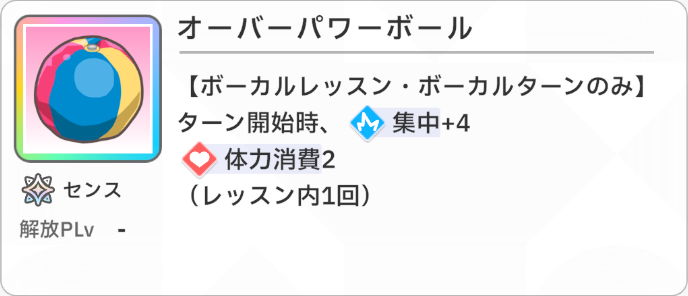 オーバーパワーボール
【ボーカルレッスン・ボーカルターンのみ】
ターン開始時、集中+4
体力消費2
（レッスン内1回）
センス
解放PLv -